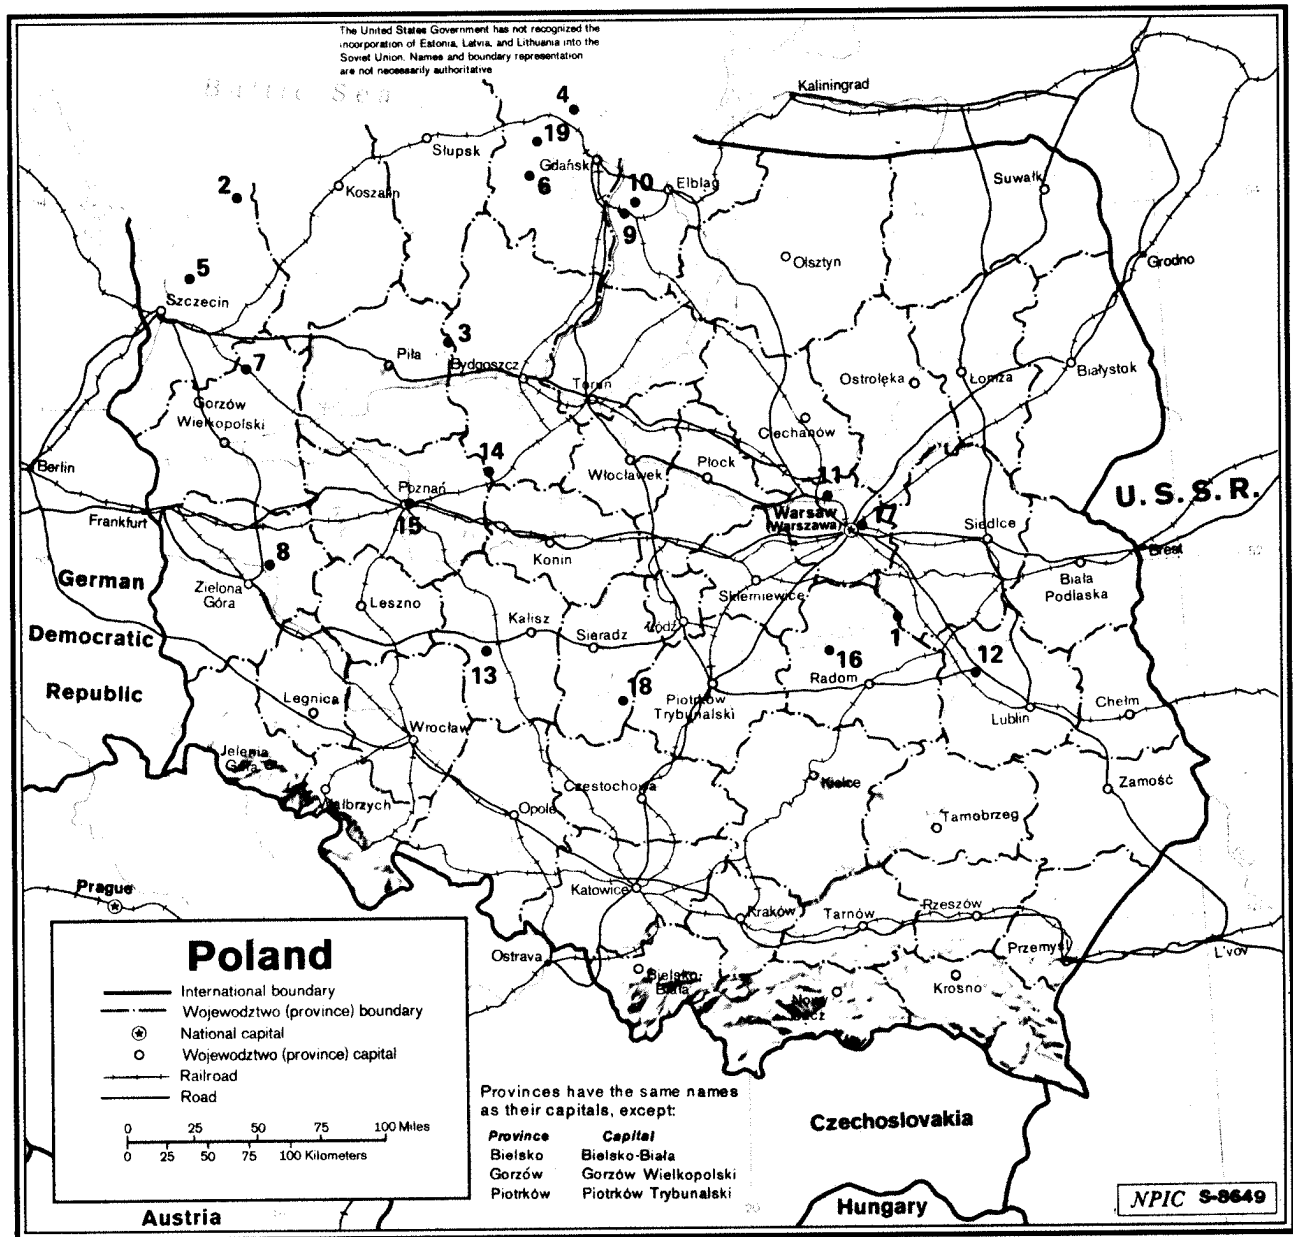 The United States Government has not recognized the
incorporation of Estonia, Latvia, and Lithuania into the
Soviet Union. Names and boundary representation
are not necessarily authoritative
Baltic Sea
Kaliningrad
4
19
Słupsk
Gdańsk
6
2
Koszalin
10
Elbląg
Suwałk
9
54
54
5
Olsztyn
Grodno
Szczecin
3
Piła
Bydgoszcz
7
Toruń
Ostrołęka
Łomża
Białystok
Gorzów
Wielkopolski
Ciechanów
14
Berlin
Włocławek
Płock
11
Poznań
U.S.S.R.
Frankfurt
15
Warsaw
(Warszawa)
17
Siedlce
Brest
52
8
Konin
German
Zielona
Góra
Leszno
Skierniewice
Biała
Podlaska
Kalisz
Sieradz
Łódź
1
Democratic
13
16
12
Republic
18
Radom
Legnica
Piotrków
Trybunalski
Lublin
Chełm
Wrocław
Jelenia
Góra
Wałbrzych
Częstochowa
Kielce
Zamość
Opole
Tarnobrzeg
Prague
Katowice
Kraków
Tarnów
Rzeszów
Przemyśl
L'vov
Ostrava
Bielsko-
Biała
Nowy
Sącz
Krosno
Poland
International boundary
Wojewodztwo (province) boundary
National capital
Wojewodztwo (province) capital
Railroad
Road
0 25 50 75 100 Miles
0 25 50 75 100 Kilometers
Provinces have the same names
as their capitals, except:
Province Capital
Bielsko Bielsko-Biała
Gorzów Gorzów Wielkopolski
Piotrków Piotrków Trybunalski
Czechoslovakia
Austria
20
Hungary
NPIC S-8649